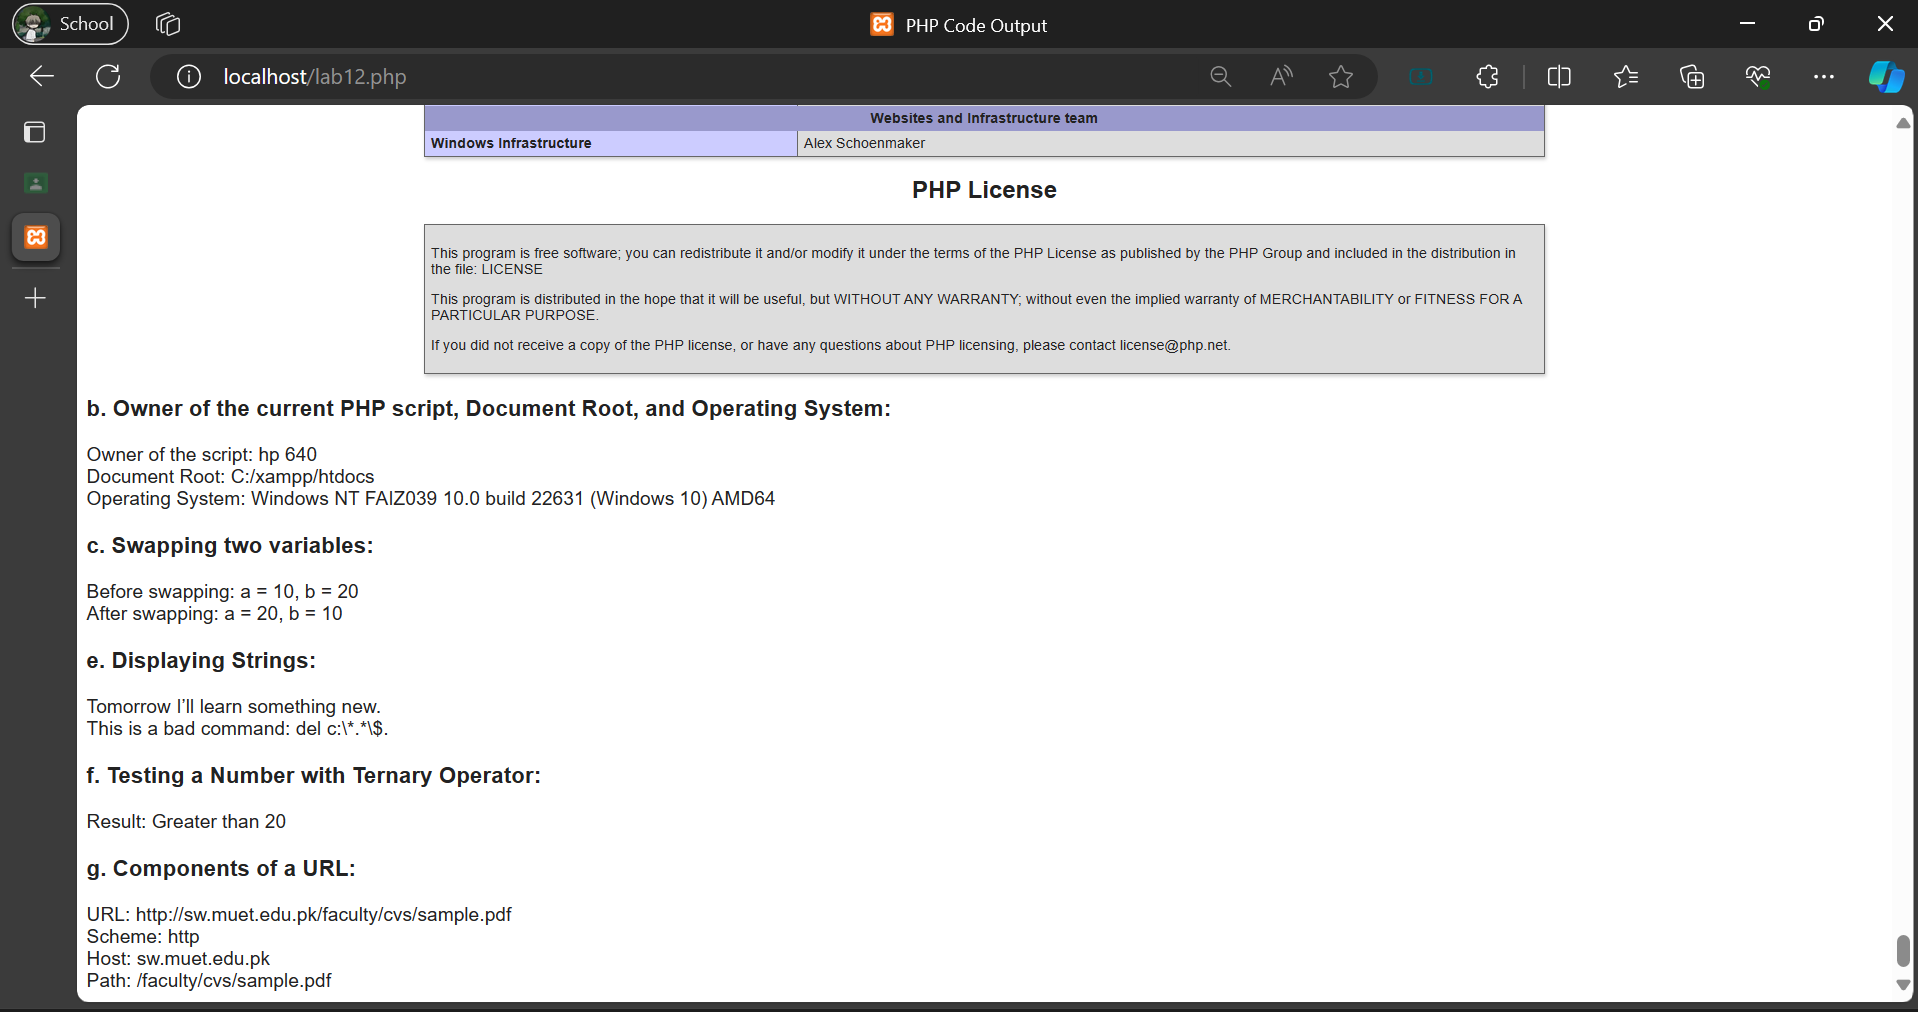 School
PHP Code Output
localhost/lab12.php
Websites and Infrastructure team
Windows Infrastructure
Alex Schoenmaker
PHP License
This program is free software; you can redistribute it and/or modify it under the terms of the PHP License as published by the PHP Group and included in the distribution in
the file: LICENSE
This program is distributed in the hope that it will be useful, but WITHOUT ANY WARRANTY; without even the implied warranty of MERCHANTABILITY or FITNESS FOR A
PARTICULAR PURPOSE.
If you did not receive a copy of the PHP license, or have any questions about PHP licensing, please contact license@php.net.
b. Owner of the current PHP script, Document Root, and Operating System:
Owner of the script: hp 640
Document Root: C:/xampp/htdocs
Operating System: Windows NT FAIZ039 10.0 build 22631 (Windows 10) AMD64
c. Swapping two variables:
Before swapping: a = 10, b = 20
After swapping: a = 20, b = 10
e. Displaying Strings:
Tomorrow I'll learn something new.
This is a bad command: del c:\*.*\$.
f. Testing a Number with Ternary Operator:
Result: Greater than 20
g. Components of a URL:
URL: http://sw.muet.edu.pk/faculty/cvs/sample.pdf
Scheme: http
Host: sw.muet.edu.pk
Path: /faculty/cvs/sample.pdf